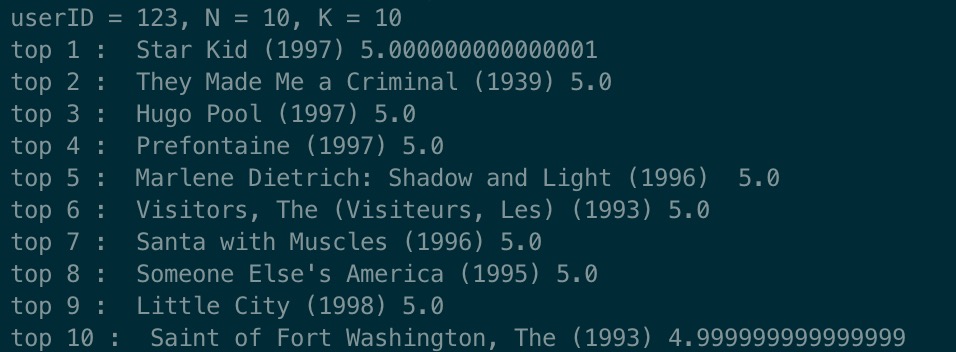 userID = 123, N = 10, K = 10
top 1 :  Star Kid (1997) 5.000000000000001
top 2 :  They Made Me a Criminal (1939) 5.0
top 3 :  Hugo Pool (1997) 5.0
top 4 :  Prefontaine (1997) 5.0
top 5 :  Marlene Dietrich: Shadow and Light (1996)  5.0
top 6 :  Visitors, The (Visiteurs, Les) (1993) 5.0
top 7 :  Santa with Muscles (1996) 5.0
top 8 :  Someone Else's America (1995) 5.0
top 9 :  Little City (1998) 5.0
top 10 :  Saint of Fort Washington, The (1993) 4.999999999999999